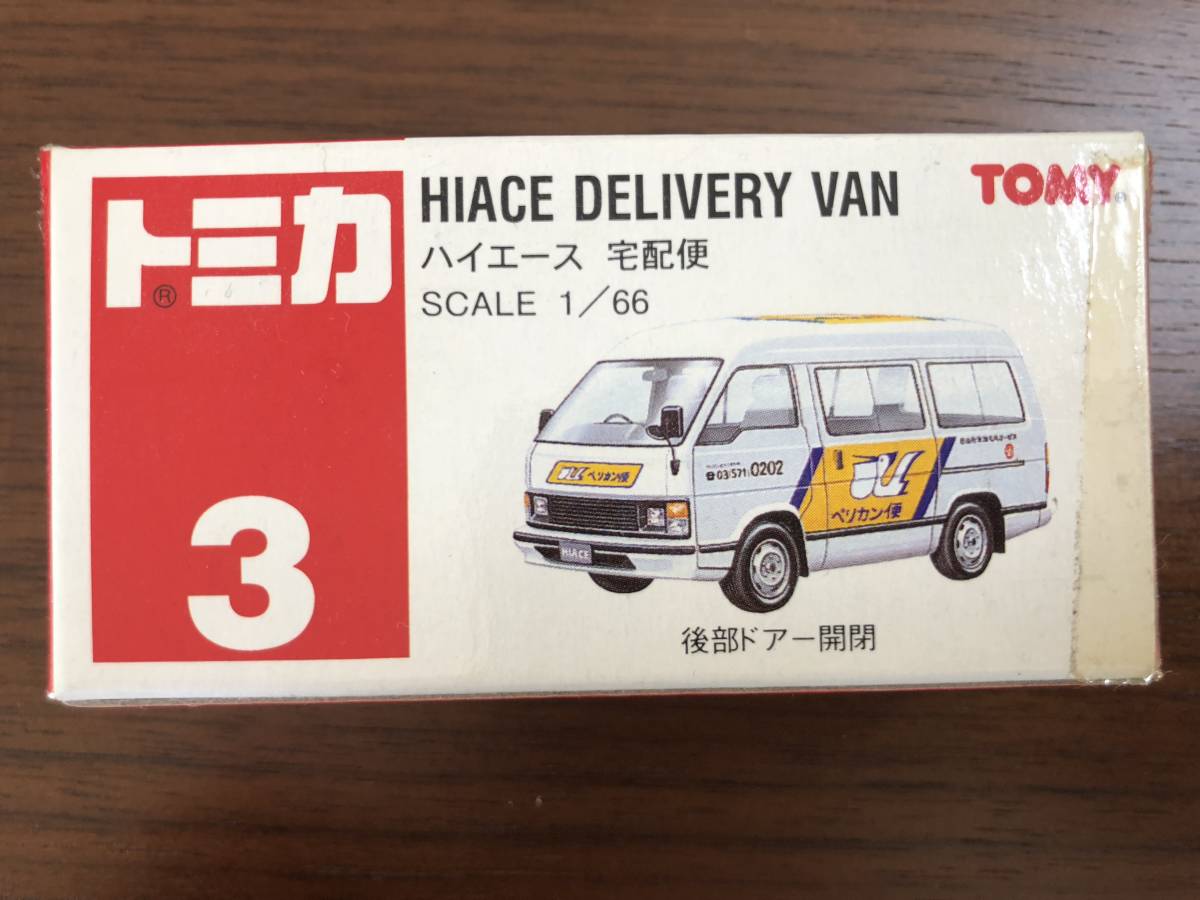 トミカ®
3
HIACE DELIVERY VAN
TOMY®
ハイエース 宅配便
SCALE 1/66
ペリカン便
☎03(571)0202
ペリカン便
HIACE
後部ドアー開閉